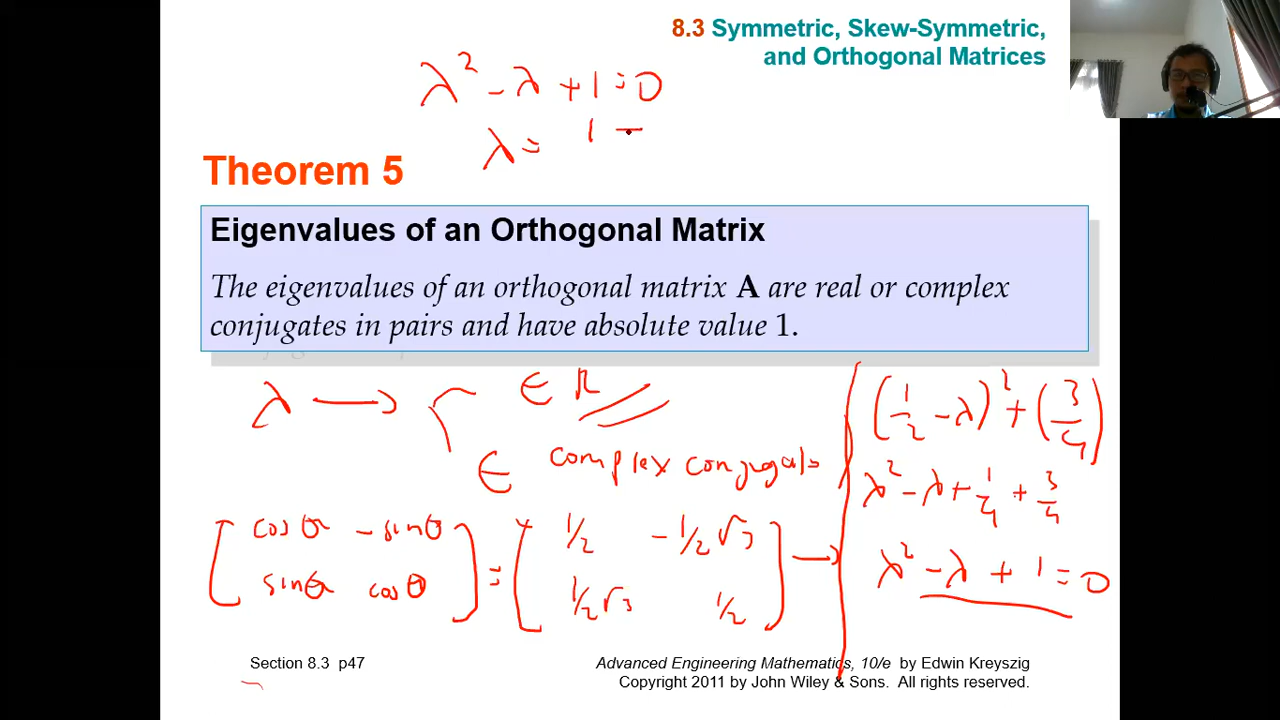 8.3 Symmetric, Skew-Symmetric,
and Orthogonal Matrices
λ² - λ + 1 = 0
λ = 1 -
Theorem 5
Eigenvalues of an Orthogonal Matrix
The eigenvalues of an orthogonal matrix A are real or complex
conjugates in pairs and have absolute value 1.
λ → ∈ ℝ
∈ complex conjugate
[cosθ -sinθ
sinθ cosθ]
=
[1/2 -1/2√3
1/2√3 1/2] →
(1/2 - λ)² + (3/4)
λ² - λ + 1/4 + 3/4
λ² - λ + 1 = 0
Section 8.3 p47
Advanced Engineering Mathematics, 10/e by Edwin Kreyszig
Copyright 2011 by John Wiley & Sons. All rights reserved.